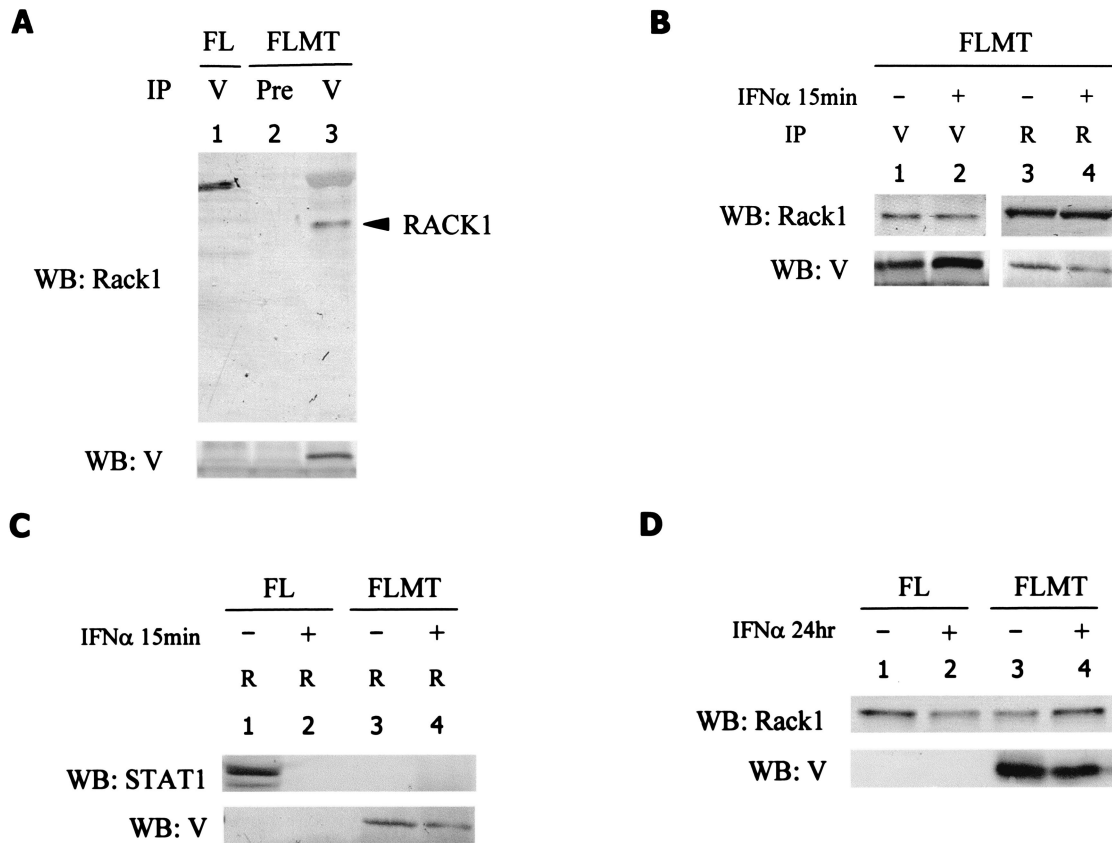 A
FL FLMT
IP V Pre V
1 2 3
RACK1
WB: Rack1
WB: V
B
FLMT
IFNα 15min – + – +
IP V V R R
1 2 3 4
WB: Rack1
WB: V
C
FL FLMT
IFNα 15min – + – +
R R R R
1 2 3 4
WB: STAT1
WB: V
D
FL FLMT
IFNα 24hr – + – +
1 2 3 4
WB: Rack1
WB: V